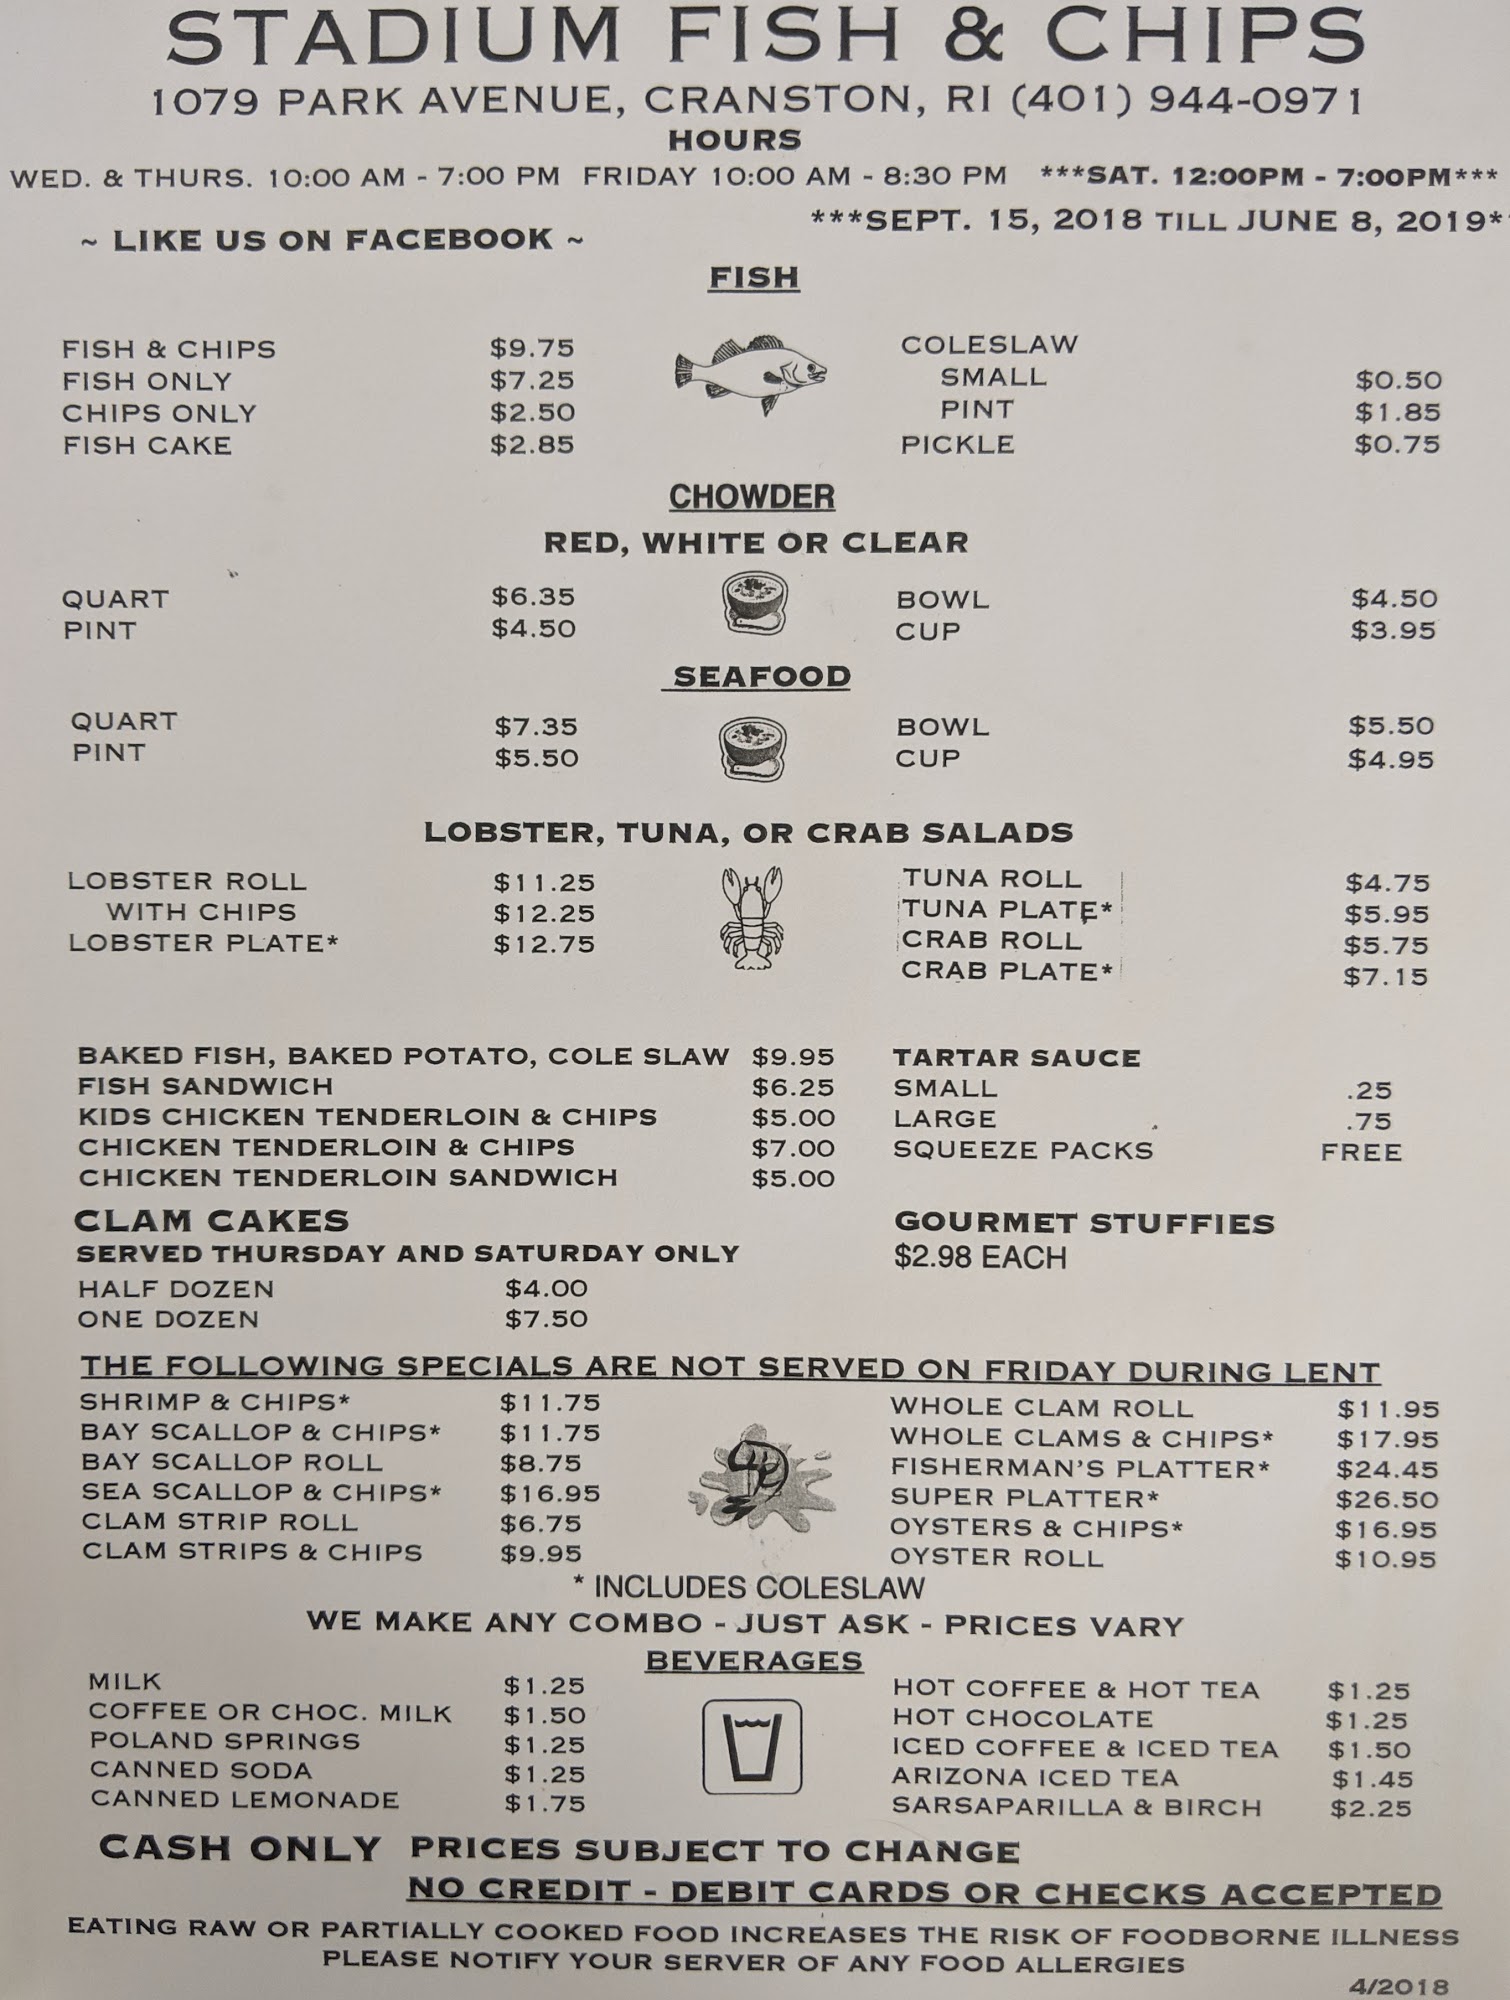 STADIUM FISH & CHIPS
1079 PARK AVENUE, CRANSTON, RI (401) 944-0971
HOURS
WED. & THURS. 10:00 AM - 7:00 PM FRIDAY 10:00 AM - 8:30 PM ***SAT. 12:00PM - 7:00PM***
***SEPT. 15, 2018 TILL JUNE 8, 2019*
~ LIKE US ON FACEBOOK ~
FISH
FISH & CHIPS $9.75
FISH ONLY $7.25
CHIPS ONLY $2.50
FISH CAKE $2.85
COLESLAW
SMALL $0.50
PINT $1.85
PICKLE $0.75
CHOWDER
RED, WHITE OR CLEAR
QUART $6.35
PINT $4.50
BOWL $4.50
CUP $3.95
SEAFOOD
QUART $7.35
PINT $5.50
BOWL $5.50
CUP $4.95
LOBSTER, TUNA, OR CRAB SALADS
LOBSTER ROLL $11.25
WITH CHIPS $12.25
LOBSTER PLATE* $12.75
TUNA ROLL $4.75
TUNA PLATE* $5.95
CRAB ROLL $5.75
CRAB PLATE* $7.15
BAKED FISH, BAKED POTATO, COLE SLAW $9.95
FISH SANDWICH $6.25
KIDS CHICKEN TENDERLOIN & CHIPS $5.00
CHICKEN TENDERLOIN & CHIPS $7.00
CHICKEN TENDERLOIN SANDWICH $5.00
TARTAR SAUCE
SMALL .25
LARGE .75
SQUEEZE PACKS FREE
CLAM CAKES
SERVED THURSDAY AND SATURDAY ONLY
HALF DOZEN $4.00
ONE DOZEN $7.50
GOURMET STUFFIES
$2.98 EACH
THE FOLLOWING SPECIALS ARE NOT SERVED ON FRIDAY DURING LENT
SHRIMP & CHIPS* $11.75
BAY SCALLOP & CHIPS* $11.75
BAY SCALLOP ROLL $8.75
SEA SCALLOP & CHIPS* $16.95
CLAM STRIP ROLL $6.75
CLAM STRIPS & CHIPS $9.95
WHOLE CLAM ROLL $11.95
WHOLE CLAMS & CHIPS* $17.95
FISHERMAN'S PLATTER* $24.45
SUPER PLATTER* $26.50
OYSTERS & CHIPS* $16.95
OYSTER ROLL $10.95
* INCLUDES COLESLAW
WE MAKE ANY COMBO - JUST ASK - PRICES VARY
BEVERAGES
MILK $1.25
COFFEE OR CHOC. MILK $1.50
POLAND SPRINGS $1.25
CANNED SODA $1.25
CANNED LEMONADE $1.75
HOT COFFEE & HOT TEA $1.25
HOT CHOCOLATE $1.25
ICED COFFEE & ICED TEA $1.50
ARIZONA ICED TEA $1.45
SARSAPARILLA & BIRCH $2.25
CASH ONLY PRICES SUBJECT TO CHANGE
NO CREDIT - DEBIT CARDS OR CHECKS ACCEPTED
EATING RAW OR PARTIALLY COOKED FOOD INCREASES THE RISK OF FOODBORNE ILLNESS
PLEASE NOTIFY YOUR SERVER OF ANY FOOD ALLERGIES
4/2018